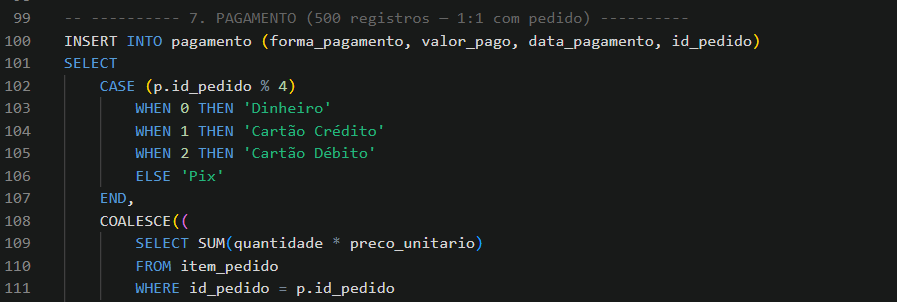 99 -- ---------- 7. PAGAMENTO (500 registros — 1:1 com pedido) ----------
100 INSERT INTO pagamento (forma_pagamento, valor_pago, data_pagamento, id_pedido)
101 SELECT
102     CASE (p.id_pedido % 4)
103         WHEN 0 THEN 'Dinheiro'
104         WHEN 1 THEN 'Cartão Crédito'
105         WHEN 2 THEN 'Cartão Débito'
106         ELSE 'Pix'
107     END,
108     COALESCE((
109         SELECT SUM(quantidade * preco_unitario)
110         FROM item_pedido
111         WHERE id_pedido = p.id_pedido